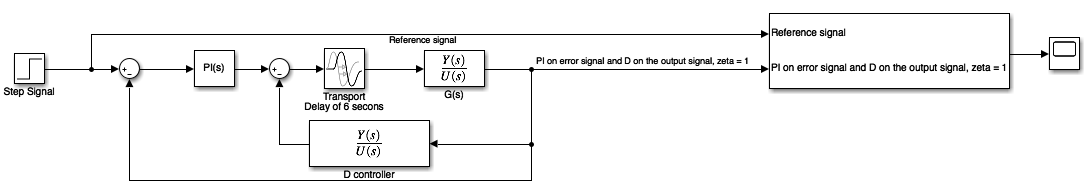 Reference signal
Reference signal
Step Signal
+
−
PI(s)
+
−
Transport
Delay of 6 secons
Y(s)
U(s)
G(s)
PI on error signal and D on the output signal, zeta = 1
PI on error signal and D on the output signal, zeta = 1
Y(s)
U(s)
D controller